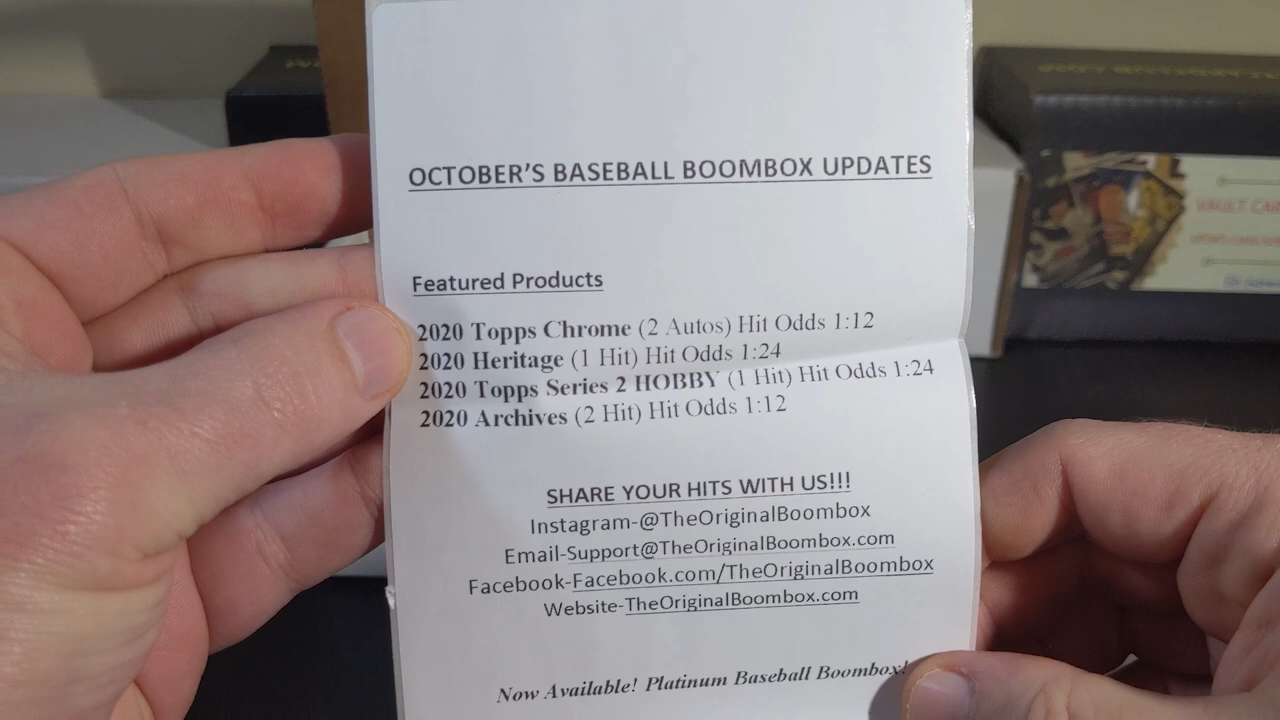 OCTOBER'S BASEBALL BOOMBOX UPDATES
Featured Products
2020 Topps Chrome (2 Autos) Hit Odds 1:12
2020 Heritage (1 Hit) Hit Odds 1:24
2020 Topps Series 2 HOBBY (1 Hit) Hit Odds 1:24
2020 Archives (2 Hit) Hit Odds 1:12
SHARE YOUR HITS WITH US!!!
Instagram-@TheOriginalBoombox
Email-Support@TheOriginalBoombox.com
Facebook-Facebook.com/TheOriginalBoombox
Website-TheOriginalBoombox.com
Now Available! Platinum Baseball Boombox!
VAULT